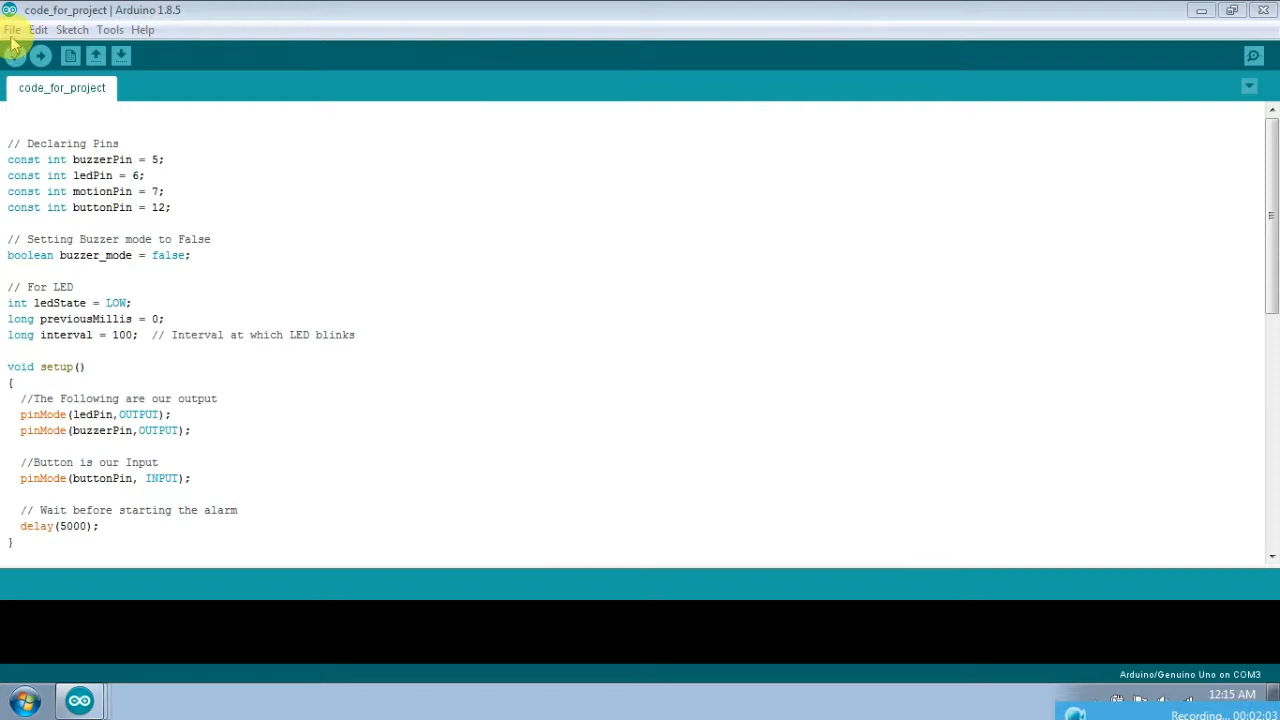 code_for_project | Arduino 1.8.5
File Edit Sketch Tools Help
code_for_project
// Declaring Pins
const int buzzerPin = 5;
const int ledPin = 6;
const int motionPin = 7;
const int buttonPin = 12;
// Setting Buzzer mode to False
boolean buzzer_mode = false;
// For LED
int ledState = LOW;
long previousMillis = 0;
long interval = 100;  // Interval at which LED blinks
void setup()
{
//The Following are our output
pinMode(ledPin,OUTPUT);
pinMode(buzzerPin,OUTPUT);
//Button is our Input
pinMode(buttonPin, INPUT);
// Wait before starting the alarm
delay(5000);
}
Arduino/Genuino Uno on COM3
12:15 AM
Recording... 00:02:03